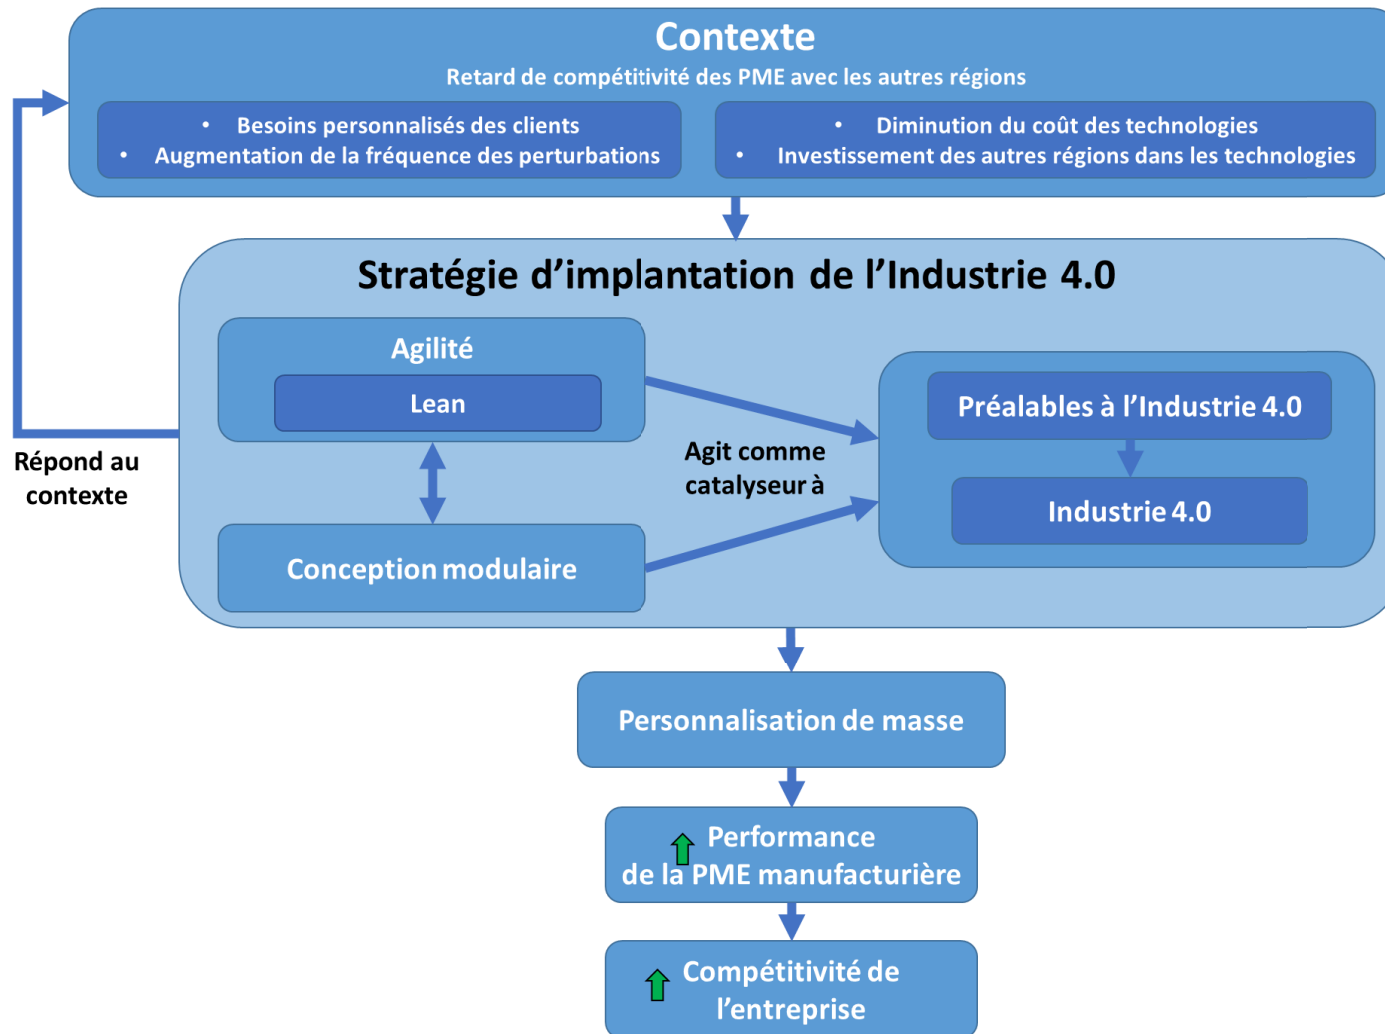 Contexte
Retard de compétitivité des PME avec les autres régions
• Besoins personnalisés des clients
• Augmentation de la fréquence des perturbations
• Diminution du coût des technologies
• Investissement des autres régions dans les technologies
Stratégie d’implantation de l’Industrie 4.0
Agilité
Lean
Préalables à l’Industrie 4.0
Agit comme
catalyseur à
Répond au
contexte
Industrie 4.0
Conception modulaire
Personnalisation de masse
Performance
de la PME manufacturière
Compétitivité de
l’entreprise